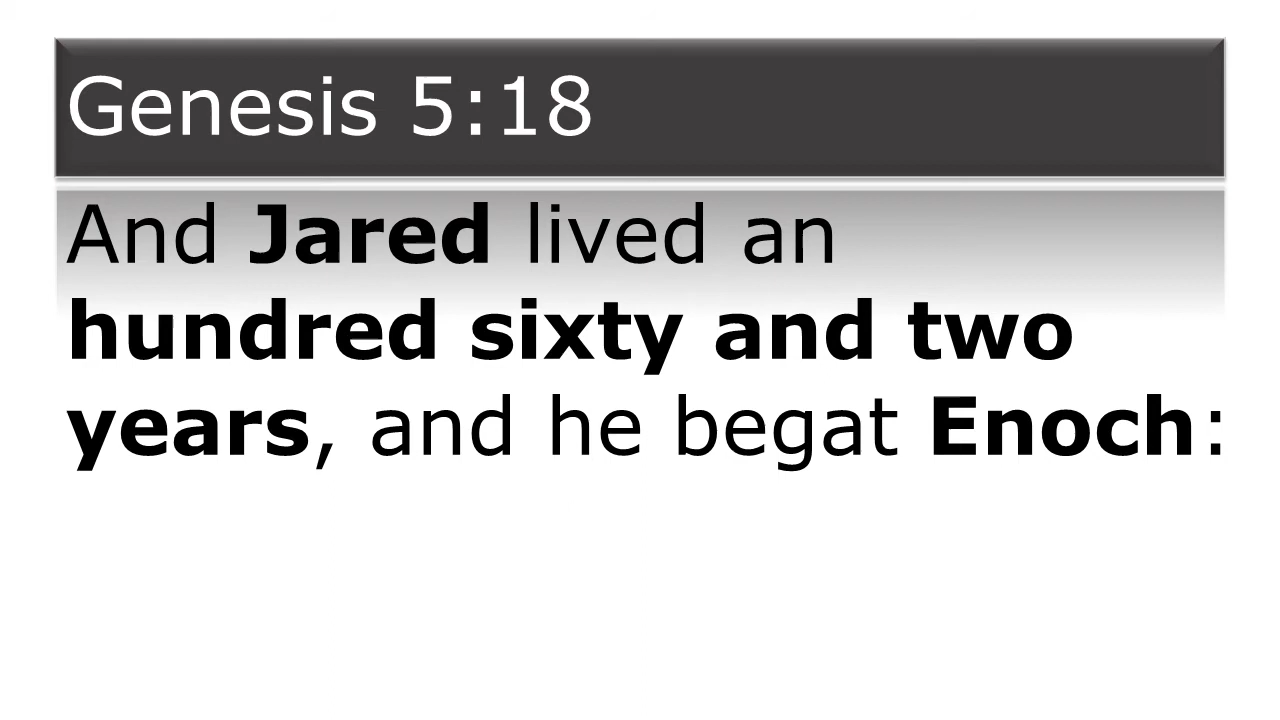 Genesis 5:18
And Jared lived an
hundred sixty and two
years, and he begat Enoch: